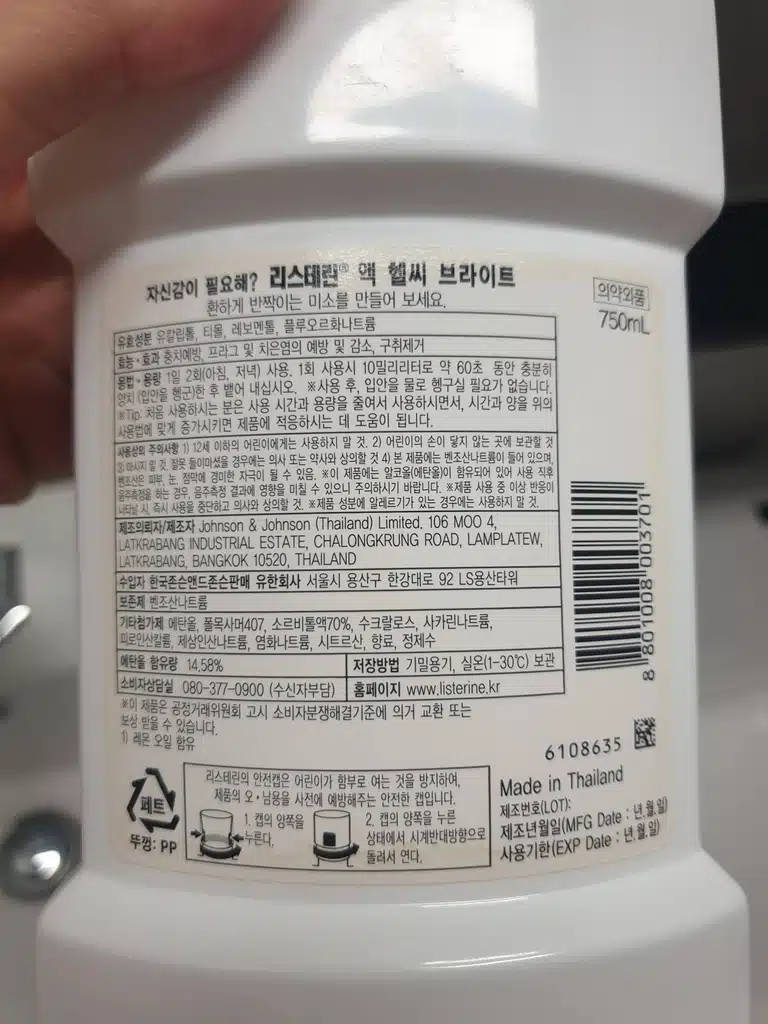 자신감이 필요해? 리스테린® 액 헬씨 브라이트
환하게 반짝이는 미소를 만들어 보세요.
의약외품
750mL
유효성분 유칼립톨, 티몰, 레보멘톨, 플루오르화나트륨
효능·효과 충치예방, 프라그 및 치은염의 예방 및 감소, 구취제거
용법·용량 1일 2회(아침, 저녁) 사용. 1회 사용시 10밀리리터로 약 60초 동안 충분히
양치 (입안을 헹군)한 후 뱉어 내십시오. ※사용 후, 입안을 물로 헹구실 필요가 없습니다.
※Tip: 처음 사용하시는 분은 사용 시간과 용량을 줄여서 사용하시면서, 시간과 양을 위의
사용법에 맞게 증가시키면 제품에 적응하시는 데 도움이 됩니다.
사용상의 주의사항 1) 12세 이하의 어린이에게는 사용하지 말 것. 2) 어린이의 손이 닿지 않는 곳에 보관할 것
3) 마시지 말 것. 잘못 들이마셨을 경우에는 의사 또는 약사와 상의할 것 4) 본 제품에는 벤조산나트륨이 들어 있으며,
벤조산은 피부, 눈, 점막에 경미한 자극이 될 수 있음. ※이 제품에는 알코올(에탄올)이 함유되어 있어 사용 직후
음주측정을 하는 경우, 음주측정 결과에 영향을 미칠 수 있으니 주의하시기 바랍니다. ※제품 사용 중 이상 반응이
나타날 시, 즉시 사용을 중단하고 의사와 상의할 것. ※제품 성분에 알레르기가 있는 경우에는 사용하지 말 것.
제조의뢰자/제조자 Johnson & Johnson (Thailand) Limited. 106 MOO 4,
LATKRABANG INDUSTRIAL ESTATE, CHALONGKRUNG ROAD, LAMPLATEW,
LATKRABANG, BANGKOK 10520, THAILAND
수입자 한국존슨앤드존슨판매 유한회사 서울시 용산구 한강대로 92 LS용산타워
보존제 벤조산나트륨
기타첨가제 에탄올, 폴록사머407, 소르비톨액70%, 수크랄로스, 사카린나트륨,
피로인산칼륨, 제삼인산나트륨, 염화나트륨, 시트르산, 향료, 정제수
에탄올 함유량 14.58%
저장방법 기밀용기, 실온(1-30℃) 보관
소비자상담실 080-377-0900 (수신자부담)
홈페이지 www.listerine.kr
※이 제품은 공정거래위원회 고시 소비자분쟁해결기준에 의거 교환 또는
보상 받을 수 있습니다.
1) 레몬 오일 함유
8 801008 003701
6108635
페트
뚜껑: PP
리스테린의 안전캡은 어린이가 함부로 여는 것을 방지하여,
제품의 오·남용을 사전에 예방해주는 안전한 캡입니다.
1. 캡의 양쪽을
누른다.
2. 캡의 양쪽을 누른
상태에서 시계반대방향으로
돌려서 연다.
Made in Thailand
제조번호(LOT):
제조년월일(MFG Date : 년.월.일)
사용기한(EXP Date : 년.월.일)